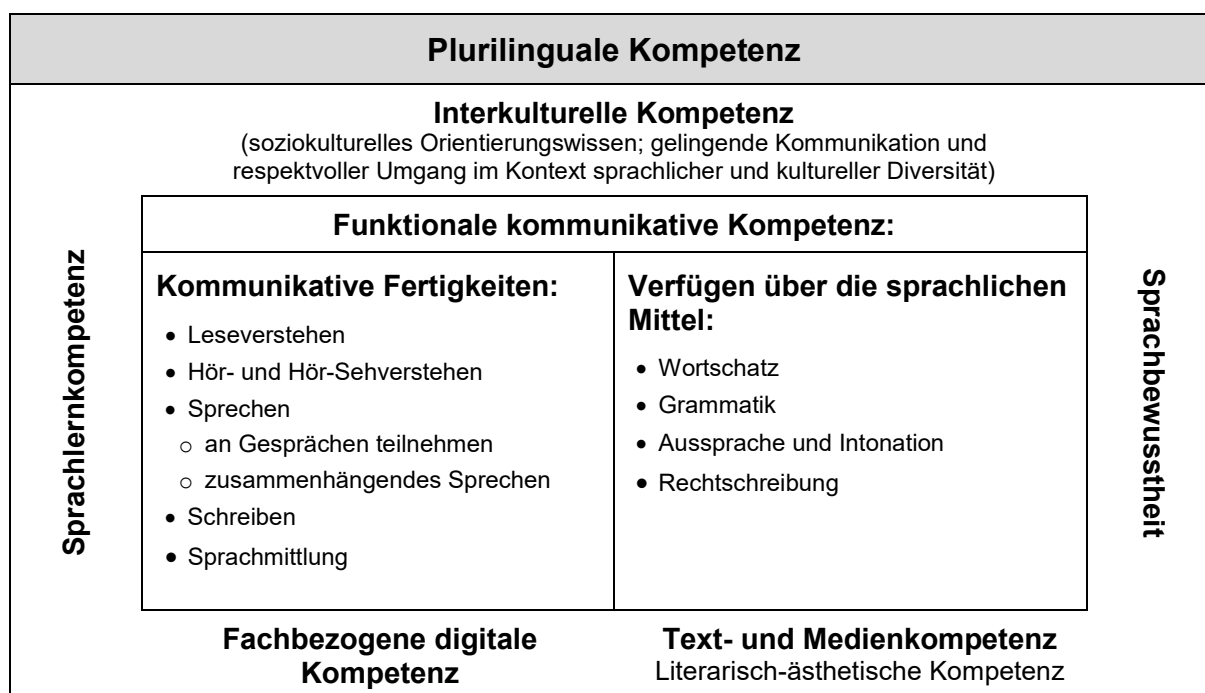 Plurilinguale Kompetenz
Interkulturelle Kompetenz
(soziokulturelles Orientierungswissen; gelingende Kommunikation und
respektvoller Umgang im Kontext sprachlicher und kultureller Diversität)
Sprachlernkompetenz
Funktionale kommunikative Kompetenz:
Kommunikative Fertigkeiten:
• Leseverstehen
• Hör- und Hör-Sehverstehen
• Sprechen
o an Gesprächen teilnehmen
o zusammenhängendes Sprechen
• Schreiben
• Sprachmittlung
Verfügen über die sprachlichen
Mittel:
• Wortschatz
• Grammatik
• Aussprache und Intonation
• Rechtschreibung
Sprachbewusstheit
Fachbezogene digitale
Kompetenz
Text- und Medienkompetenz
Literarisch-ästhetische Kompetenz